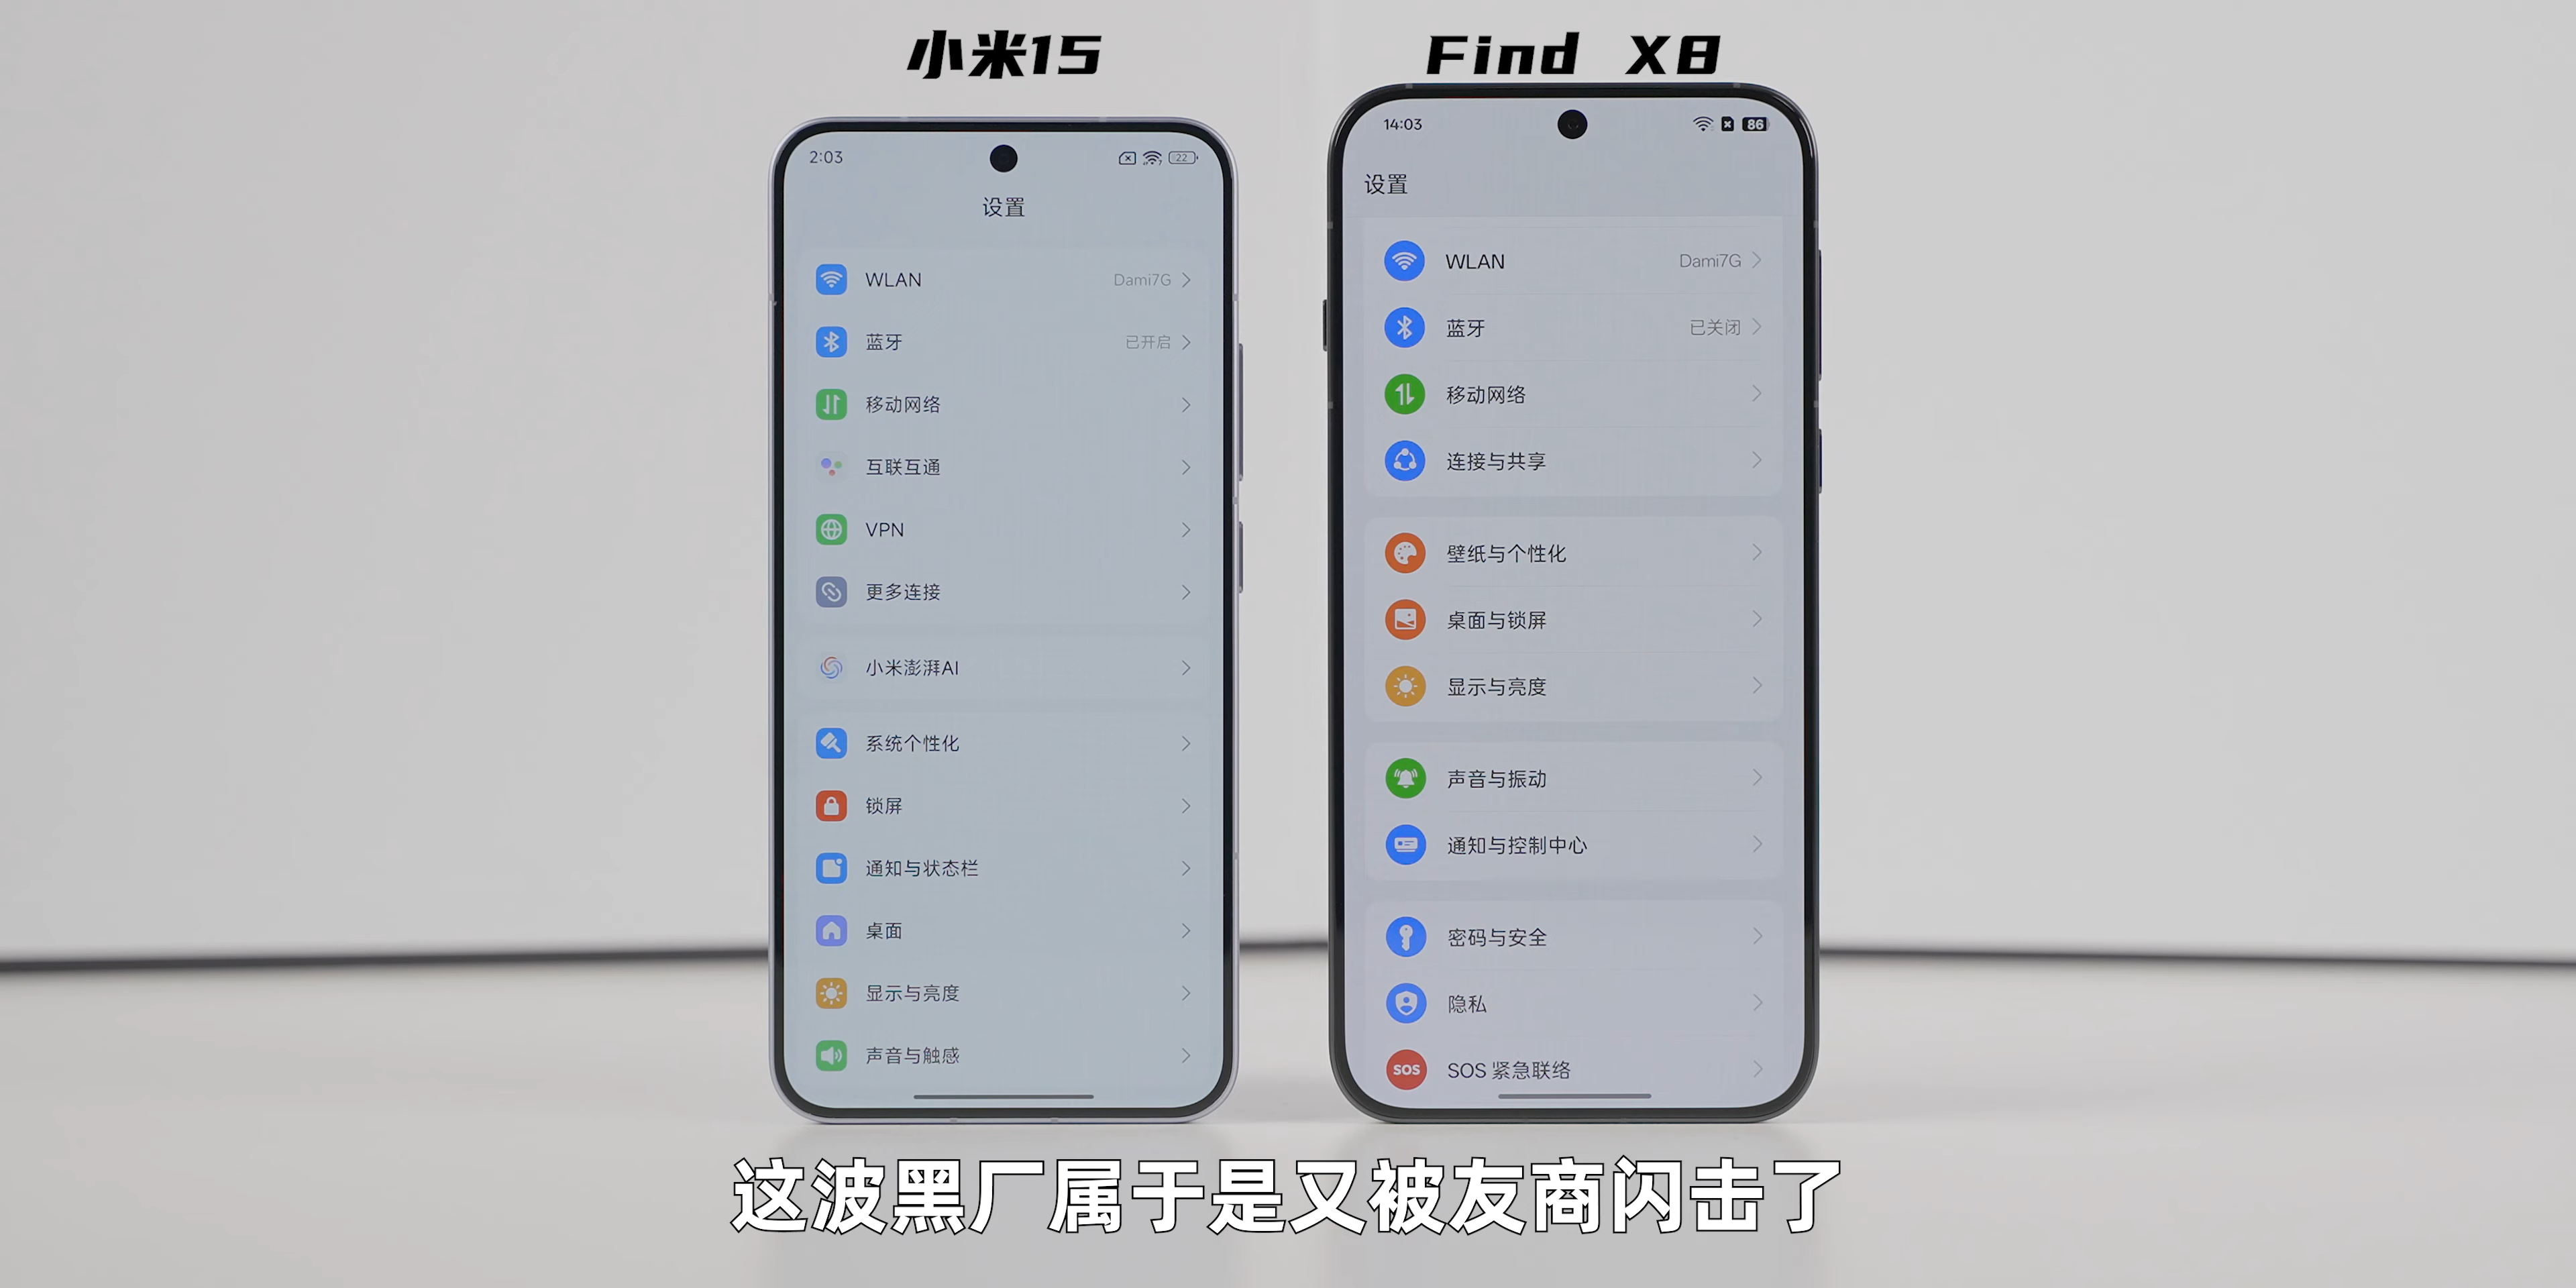 小米15
Find X8
2:03
22
设置
WLAN
Dami7G
蓝牙
已开启
移动网络
互联互通
VPN
更多连接
小米澎湃AI
系统个性化
锁屏
通知与状态栏
桌面
显示与亮度
声音与触感
14:03
86
设置
WLAN
Dami7G
蓝牙
已关闭
移动网络
连接与共享
壁纸与个性化
桌面与锁屏
显示与亮度
声音与振动
通知与控制中心
密码与安全
隐私
SOS
SOS 紧急联络
这波黑厂属于是又被友商闪击了